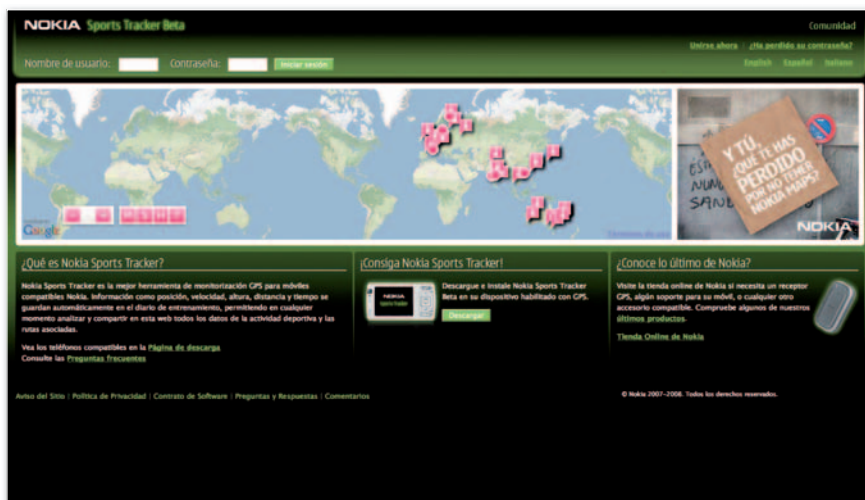 NOKIA Sports Tracker Beta
Comunidad
Unirse ahora | ¿Ha perdido su contraseña?
Nombre de usuario: Contraseña: Iniciar sesión
English Español Italiano
Google
Términos de uso
Y TÚ,
¿QUÉ TE HAS
PERDIDO
POR NO TENER
NOKIA MAPS?
NOKIA
¿Qué es Nokia Sports Tracker?
Nokia Sports Tracker es la mejor herramienta de monitorización GPS para móviles
compatibles Nokia. Información como posición, velocidad, altura, distancia y tiempo se
guardan automáticamente en el diario de entrenamiento, permitiendo en cualquier
momento analizar y compartir en esta web todos los datos de la actividad deportiva y las
rutas asociadas.
Vea los teléfonos compatibles en la Página de descarga
Consulte las Preguntas frecuentes
¡Consiga Nokia Sports Tracker!
NOKIA
Sports Tracker
Descargue e Instale Nokia Sports Tracker
Beta en su dispositivo habilitado con GPS.
Descargar
¿Conoce lo último de Nokia?
Visite la tienda online de Nokia si necesita un receptor
GPS, algún soporte para su móvil, o cualquier otro
accesorio compatible. Compruebe algunos de nuestros
últimos productos.
Tienda Online de Nokia
Aviso del Sitio | Política de Privacidad | Contrato de Software | Preguntas y Respuestas | Comentarios
© Nokia 2007-2008. Todos los derechos reservados.